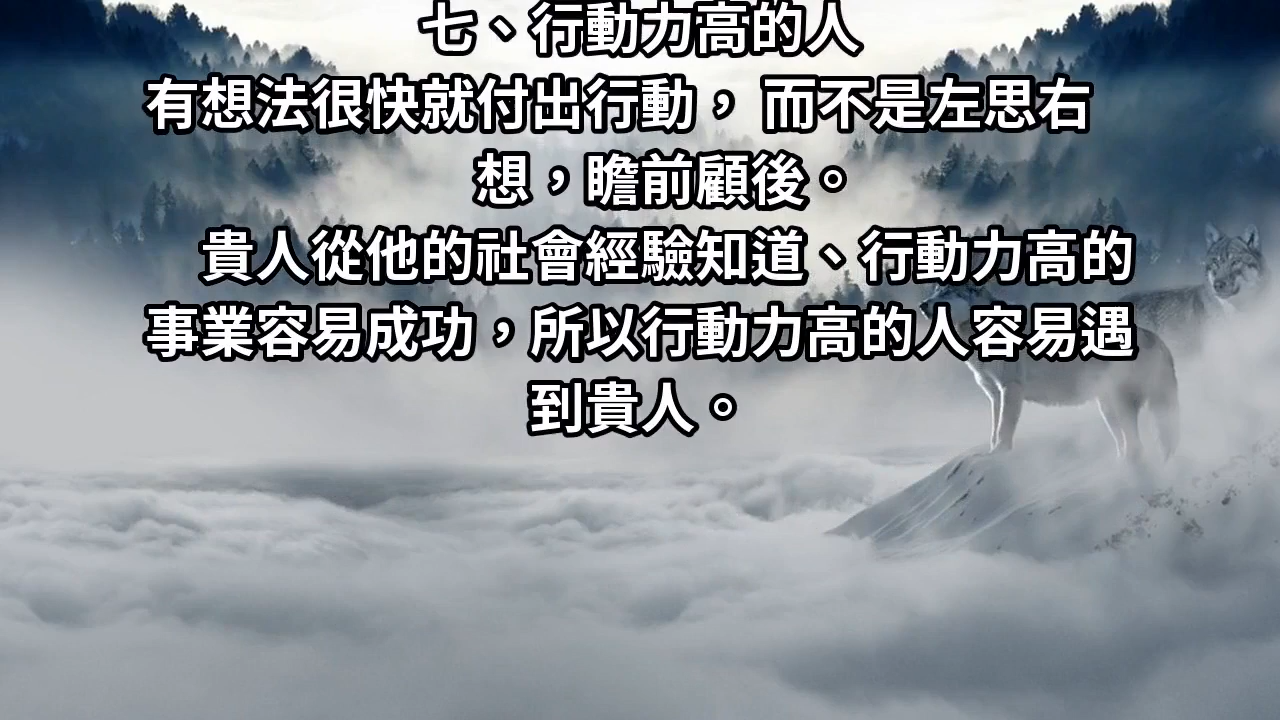 七、行動力高的人
有想法很快就付出行動， 而不是左思右
想，瞻前顧後。
貴人從他的社會經驗知道、行動力高的
事業容易成功，所以行動力高的人容易遇
到貴人。